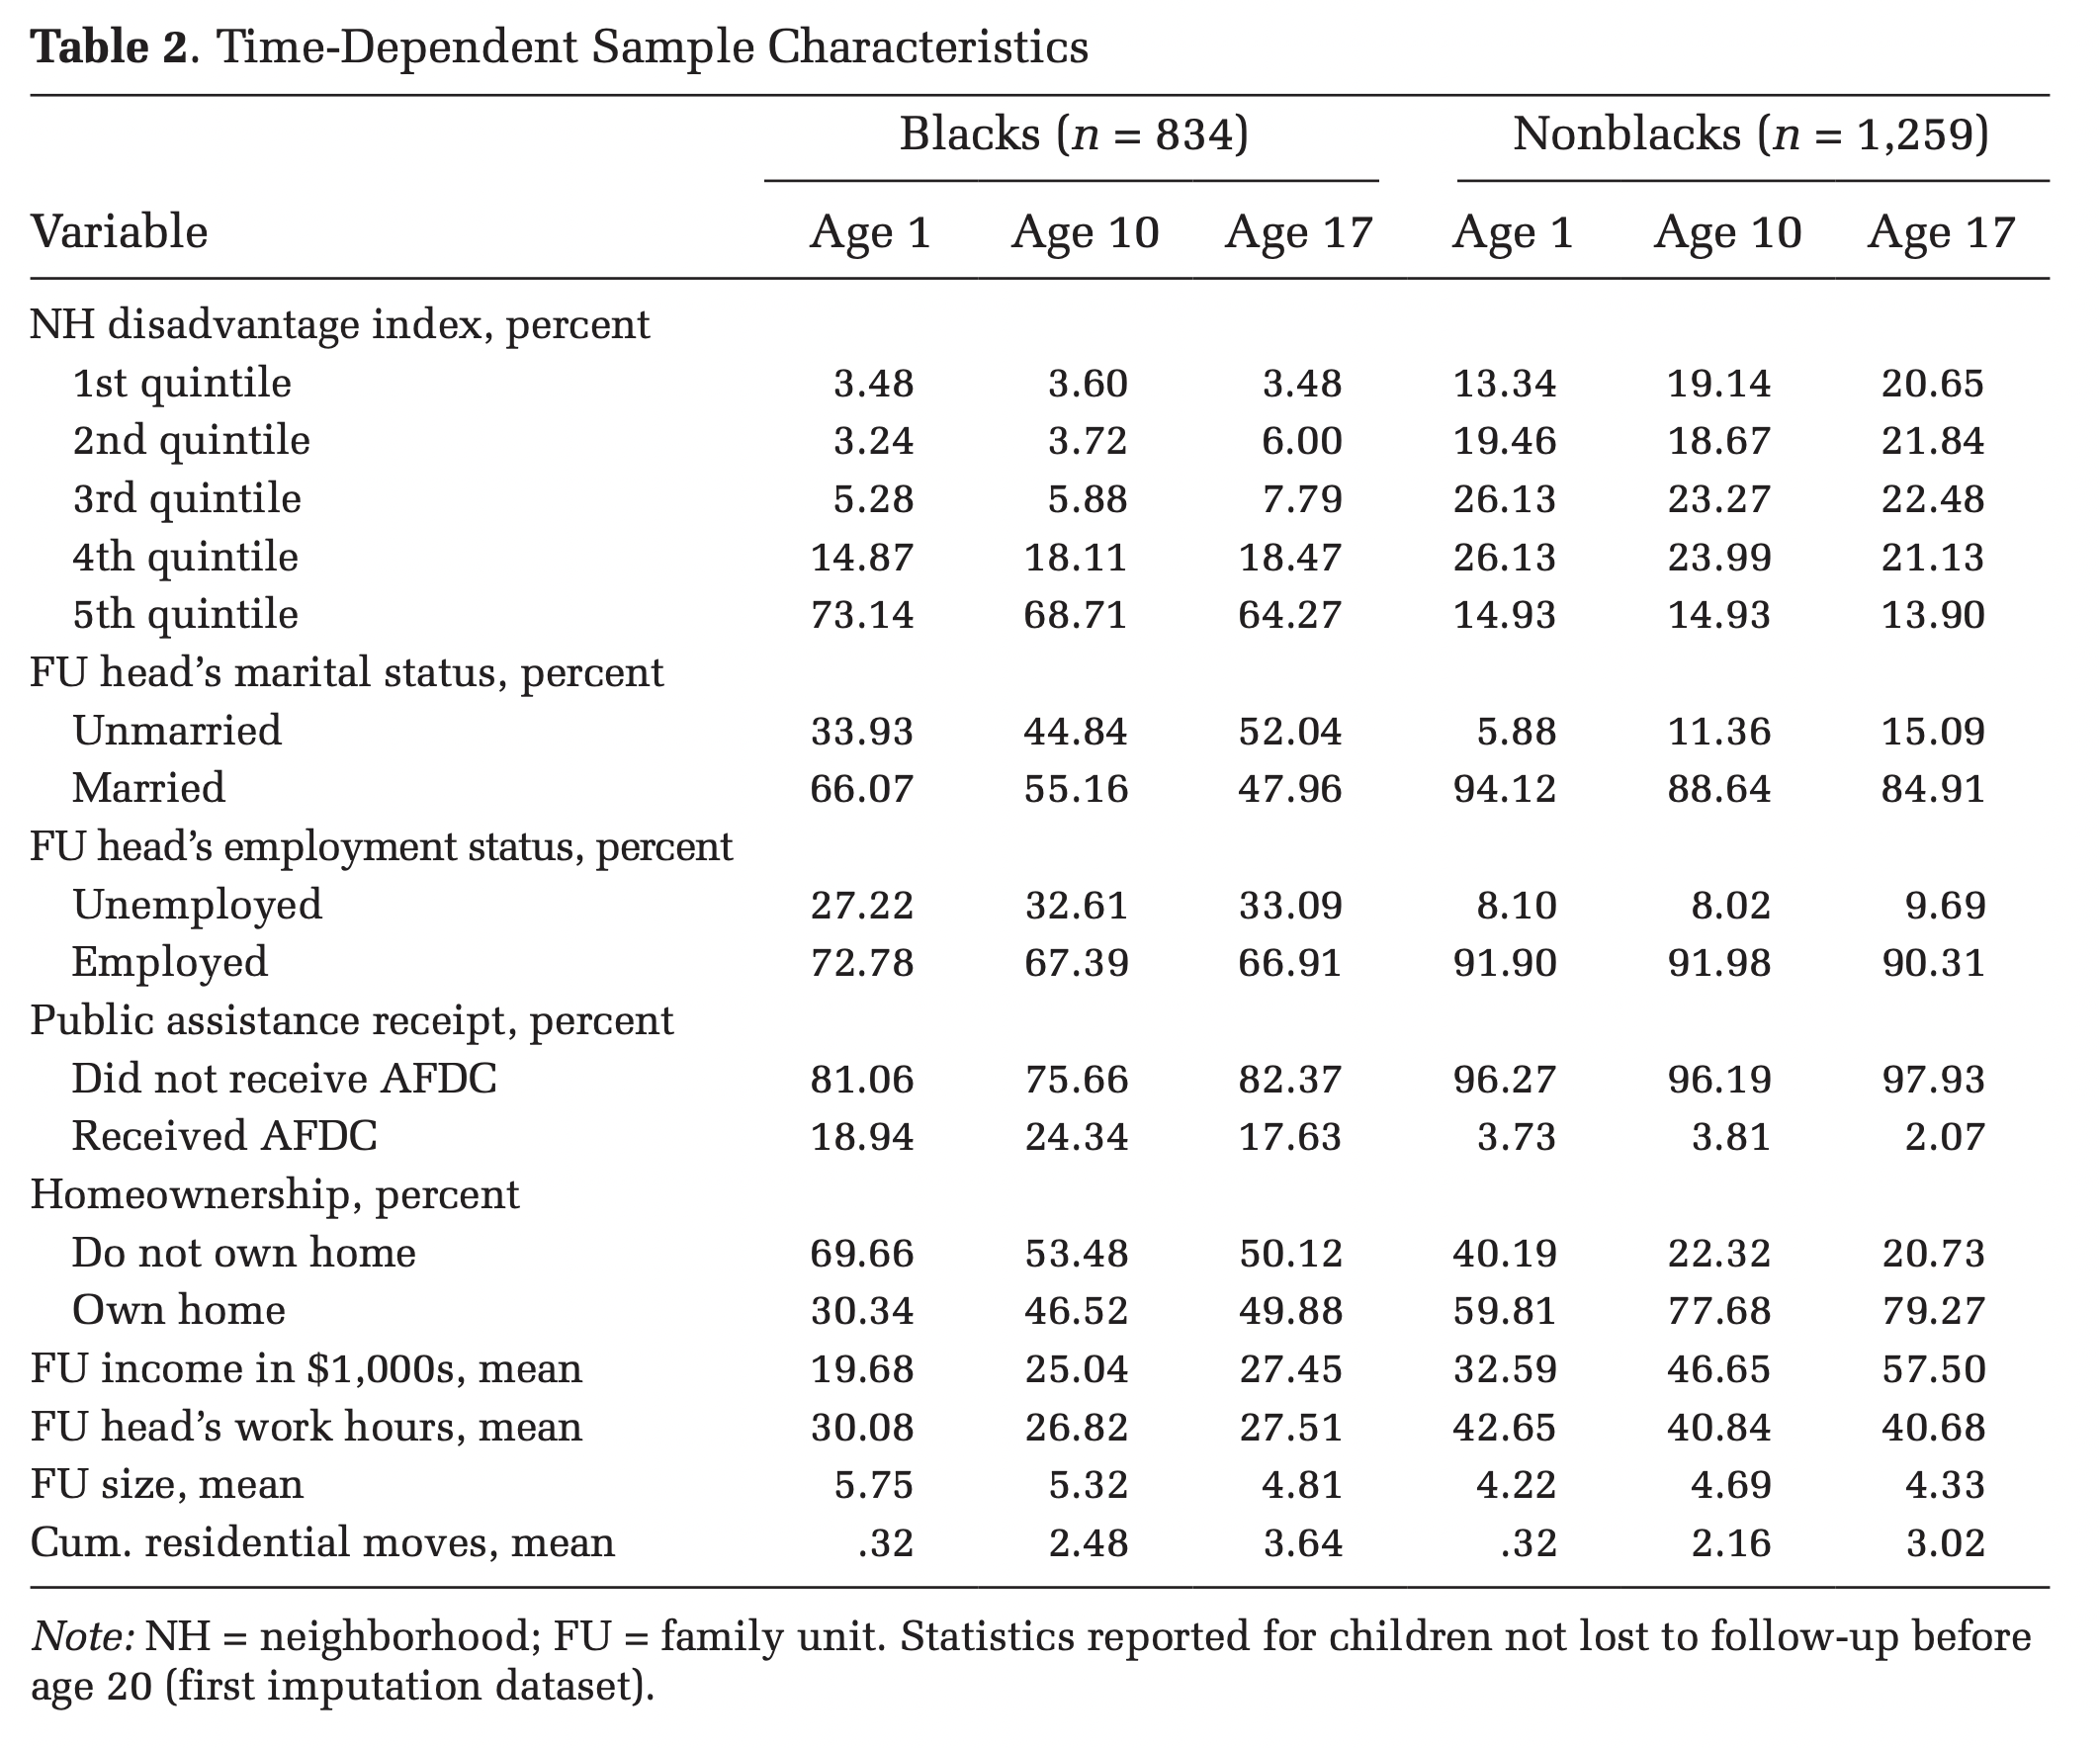 Table 2. Time-Dependent Sample Characteristics
Blacks (n = 834) Nonblacks (n = 1,259)
Variable Age 1 Age 10 Age 17 Age 1 Age 10 Age 17
NH disadvantage index, percent
1st quintile 3.48 3.60 3.48 13.34 19.14 20.65
2nd quintile 3.24 3.72 6.00 19.46 18.67 21.84
3rd quintile 5.28 5.88 7.79 26.13 23.27 22.48
4th quintile 14.87 18.11 18.47 26.13 23.99 21.13
5th quintile 73.14 68.71 64.27 14.93 14.93 13.90
FU head’s marital status, percent
Unmarried 33.93 44.84 52.04 5.88 11.36 15.09
Married 66.07 55.16 47.96 94.12 88.64 84.91
FU head’s employment status, percent
Unemployed 27.22 32.61 33.09 8.10 8.02 9.69
Employed 72.78 67.39 66.91 91.90 91.98 90.31
Public assistance receipt, percent
Did not receive AFDC 81.06 75.66 82.37 96.27 96.19 97.93
Received AFDC 18.94 24.34 17.63 3.73 3.81 2.07
Homeownership, percent
Do not own home 69.66 53.48 50.12 40.19 22.32 20.73
Own home 30.34 46.52 49.88 59.81 77.68 79.27
FU income in $1,000s, mean 19.68 25.04 27.45 32.59 46.65 57.50
FU head’s work hours, mean 30.08 26.82 27.51 42.65 40.84 40.68
FU size, mean 5.75 5.32 4.81 4.22 4.69 4.33
Cum. residential moves, mean .32 2.48 3.64 .32 2.16 3.02
Note: NH = neighborhood; FU = family unit. Statistics reported for children not lost to follow-up before
age 20 (first imputation dataset).